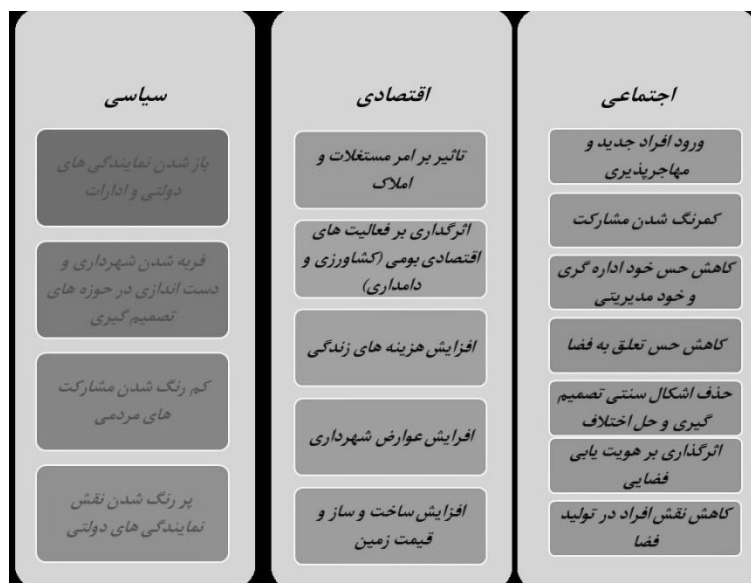 اجتماعی
ورود افراد جدید و
مهاجرپذیری
کمرنگ شدن مشارکت
کاهش حس خود اداره گری
و خود مدیریتی
کاهش حس تعلق به فضا
حذف اشکال سنتی تصمیم
گیری و حل اختلاف
اثرگذاری بر هویت یابی
فضایی
کاهش نقش افراد در تولید
فضا
اقتصادی
تاثیر بر امر مستغلات و
املاک
اثرگداری بر فعالیت های
اقتصادی بومی (کشاورزی و
دامداری)
افزایش هزینه های زندگی
افرایش عوارض شهرداری
افزایش ساخت و ساز و
قیمت زمین
سیاسی
باز شدن نمایندگی های
دولتی و ادارات
فربه شدن شهرداری و
دست اندازی در حوزه های
تصمیم گیری
کم رنگ شدن مشارکت
های مردمی
پر رنگ شدن نقش
نمایندگی های دولتی